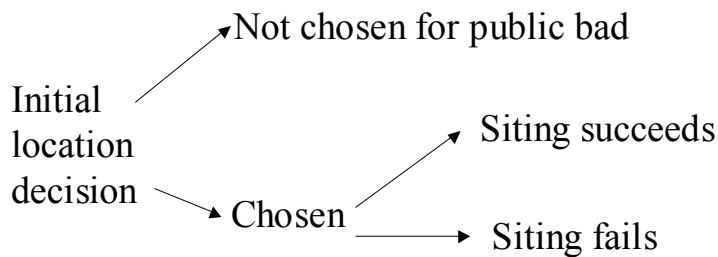 Not chosen for public bad
Initial
location
decision
Siting succeeds
Chosen
Siting fails